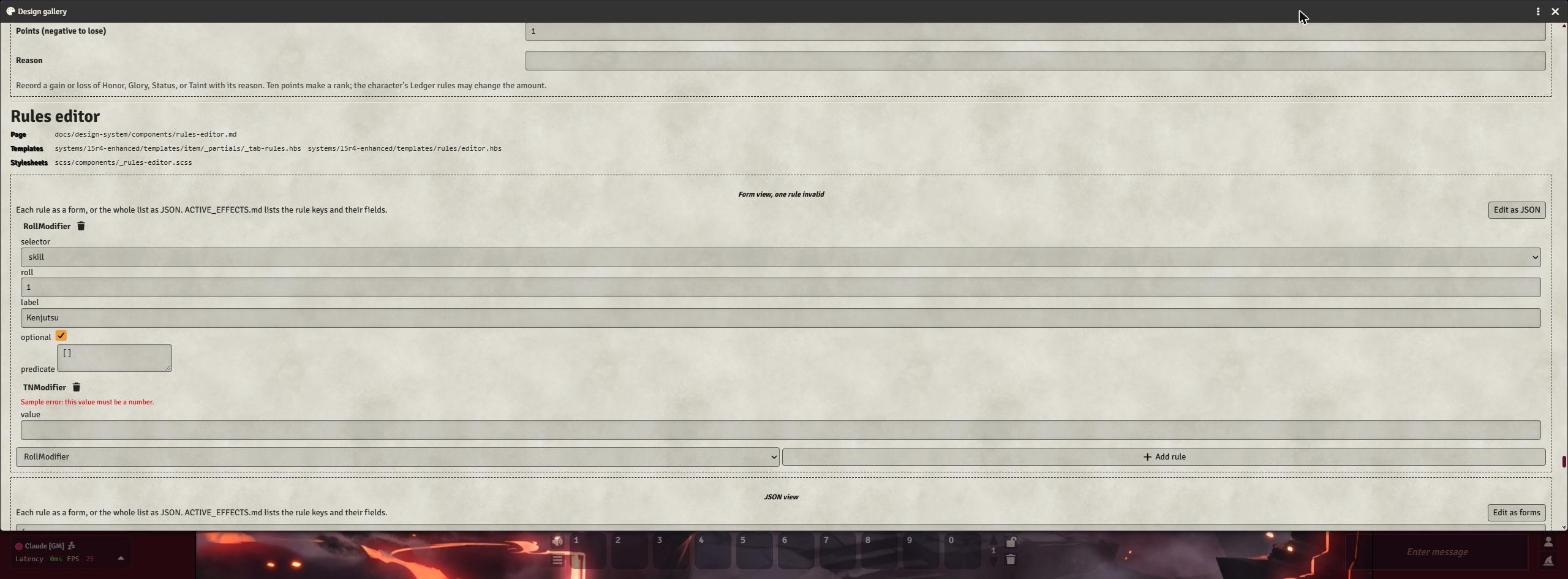 Design gallery
Points (negative to lose)
1
Reason
Record a gain or loss of Honor, Glory, Status, or Taint with its reason. Ten points make a rank; the character's Ledger rules may change the amount.
Rules editor
Page docs/design-system/components/rules-editor.md
Templates systems/l5r4-enhanced/templates/item/_partials/_tab-rules.hbs systems/l5r4-enhanced/templates/rules/editor.hbs
Stylesheets scss/components/_rules-editor.scss
Form view, one rule invalid
Each rule as a form, or the whole list as JSON. ACTIVE_EFFECTS.md lists the rule keys and their fields.
Edit as JSON
RollModifier
selector
skill
roll
1
label
Kenjutsu
optional
predicate []
TNModifier
Sample error: this value must be a number.
value
RollModifier
Add rule
JSON view
Each rule as a form, or the whole list as JSON. ACTIVE_EFFECTS.md lists the rule keys and their fields.
Edit as forms
Claude [GM]
Latency 0ms FPS 25
1 2 3 4 5 6 7 8 9 0
1
Enter message